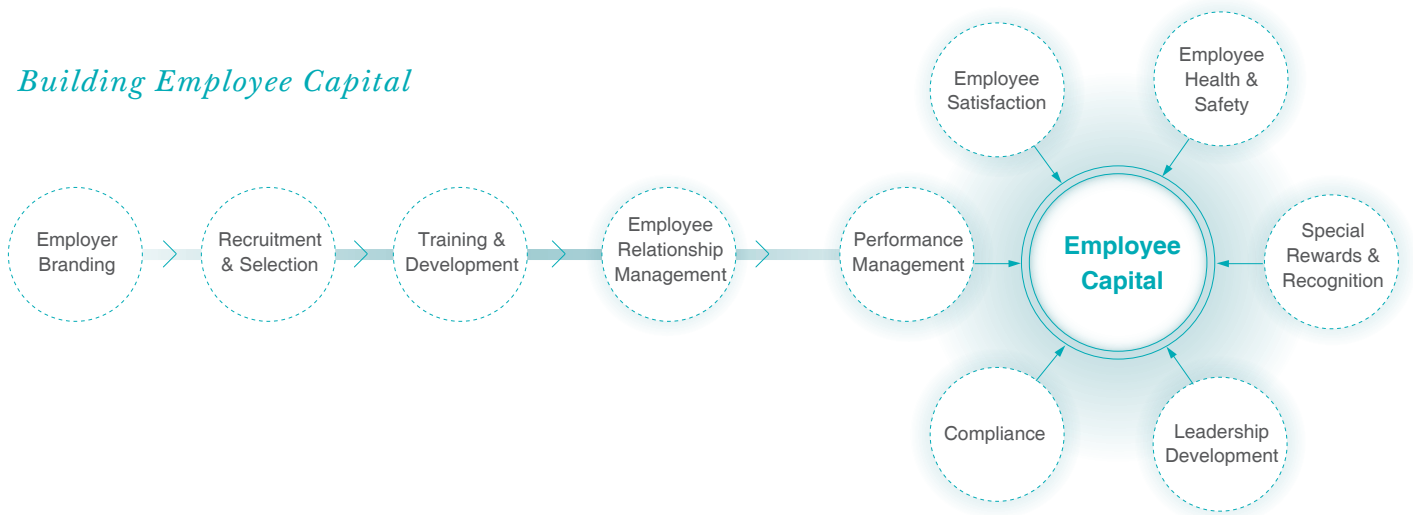 Building Employee Capital
Employer
Branding
Recruitment
& Selection
Training &
Development
Employee
Relationship
Management
Performance
Management
Employee
Satisfaction
Employee
Health &
Safety
Employee
Capital
Special
Rewards &
Recognition
Compliance
Leadership
Development